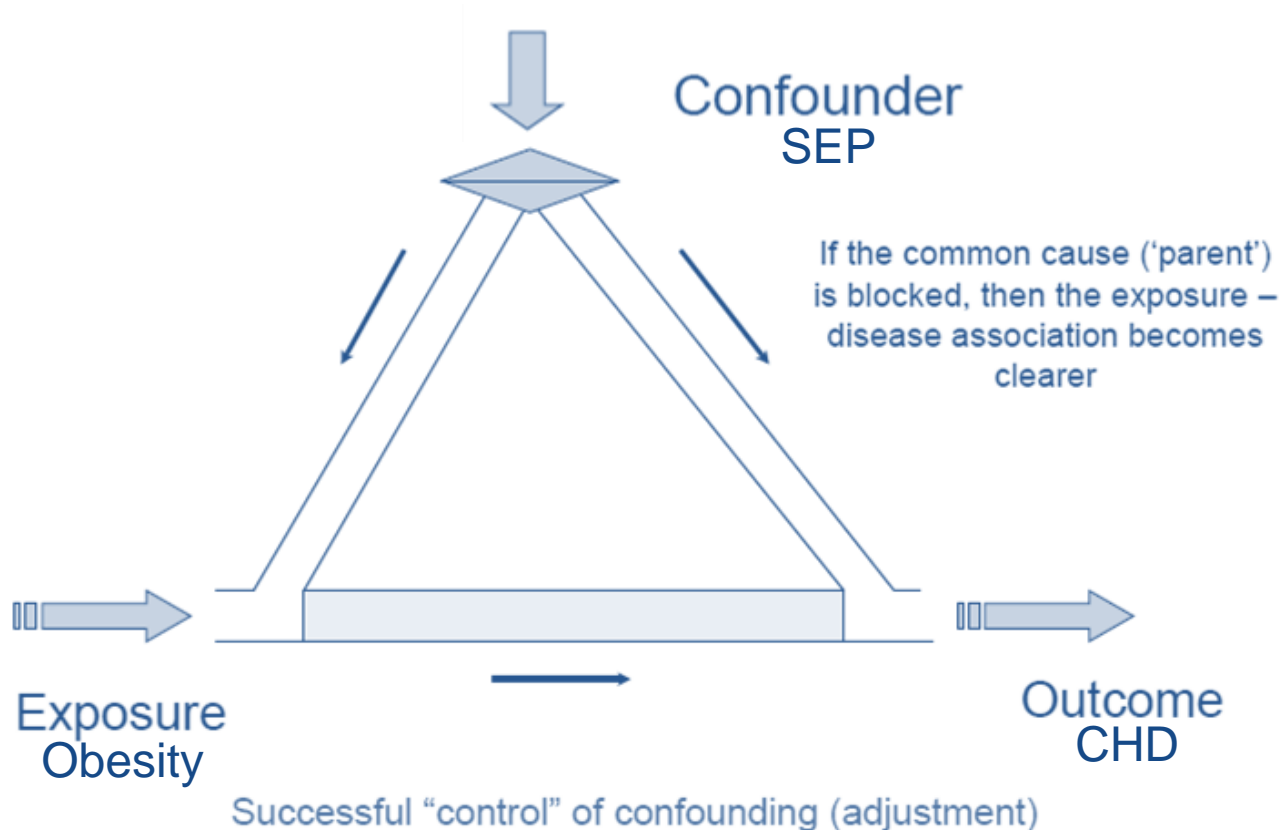 Confounder
SEP
If the common cause (‘parent’)
is blocked, then the exposure –
disease association becomes
clearer
Exposure
Obesity
Outcome
CHD
Successful “control” of confounding (adjustment)